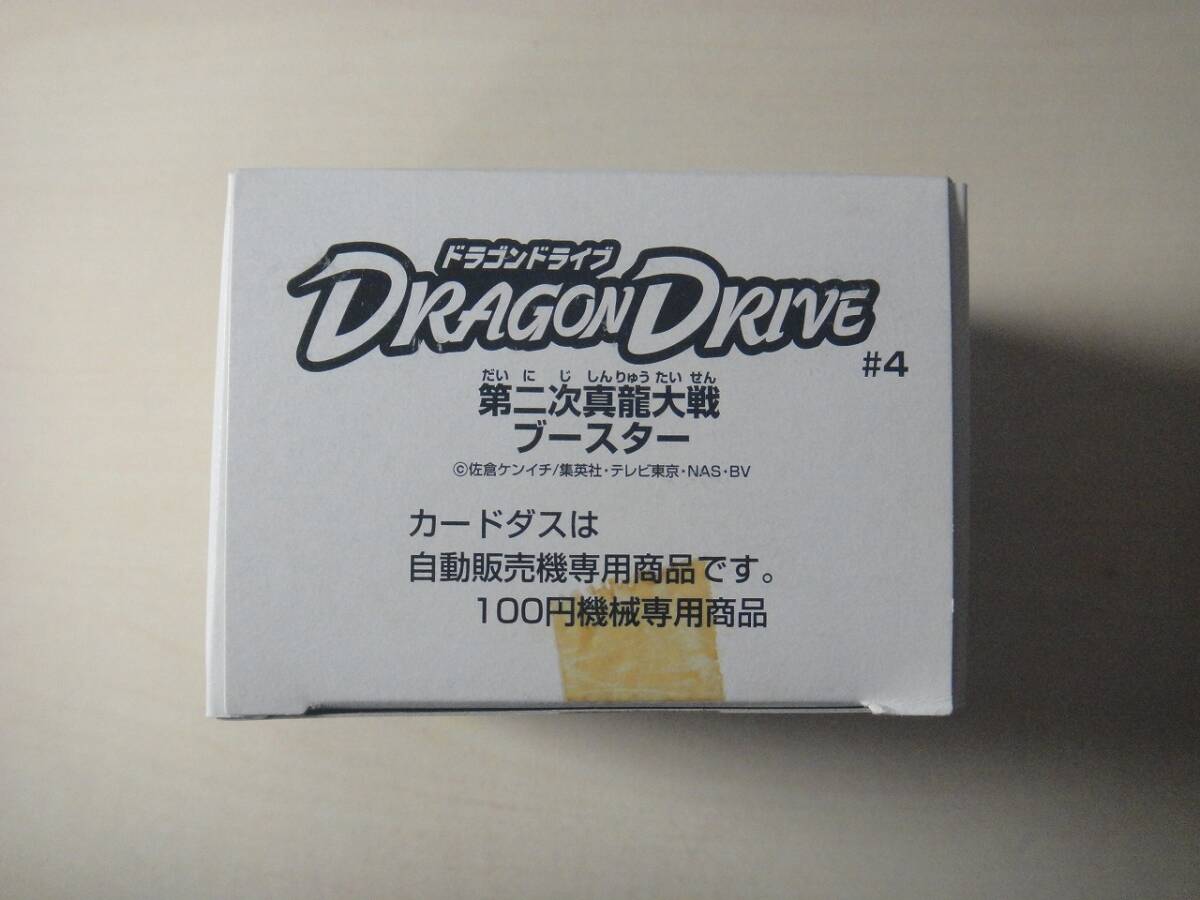 ドラゴンドライブ
DRAGON DRIVE
#4
だい に じ しんりゅう たい せん
第二次真龍大戦
ブースター
©佐倉ケンイチ/集英社・テレビ東京・NAS・BV
カードダスは
自動販売機専用商品です。
100円機械専用商品